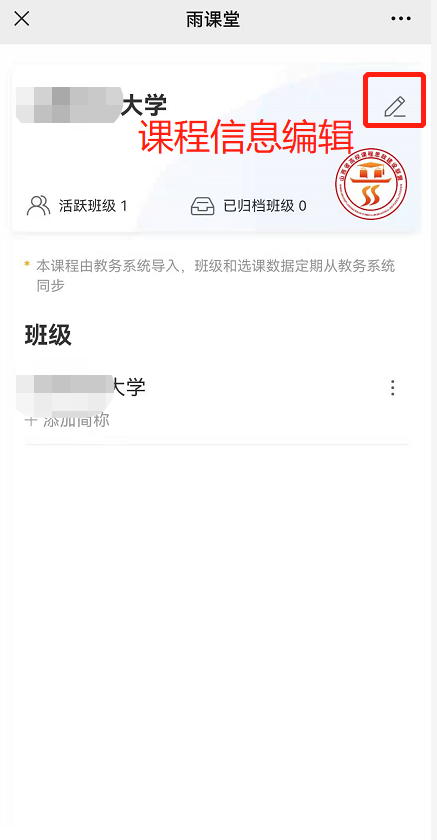 雨课堂
大学
课程信息编辑
活跃班级 1
已归档班级 0
* 本课程由教务系统导入，班级和选课数据定期从教务系统
同步
班级
大学
+ 添加简称